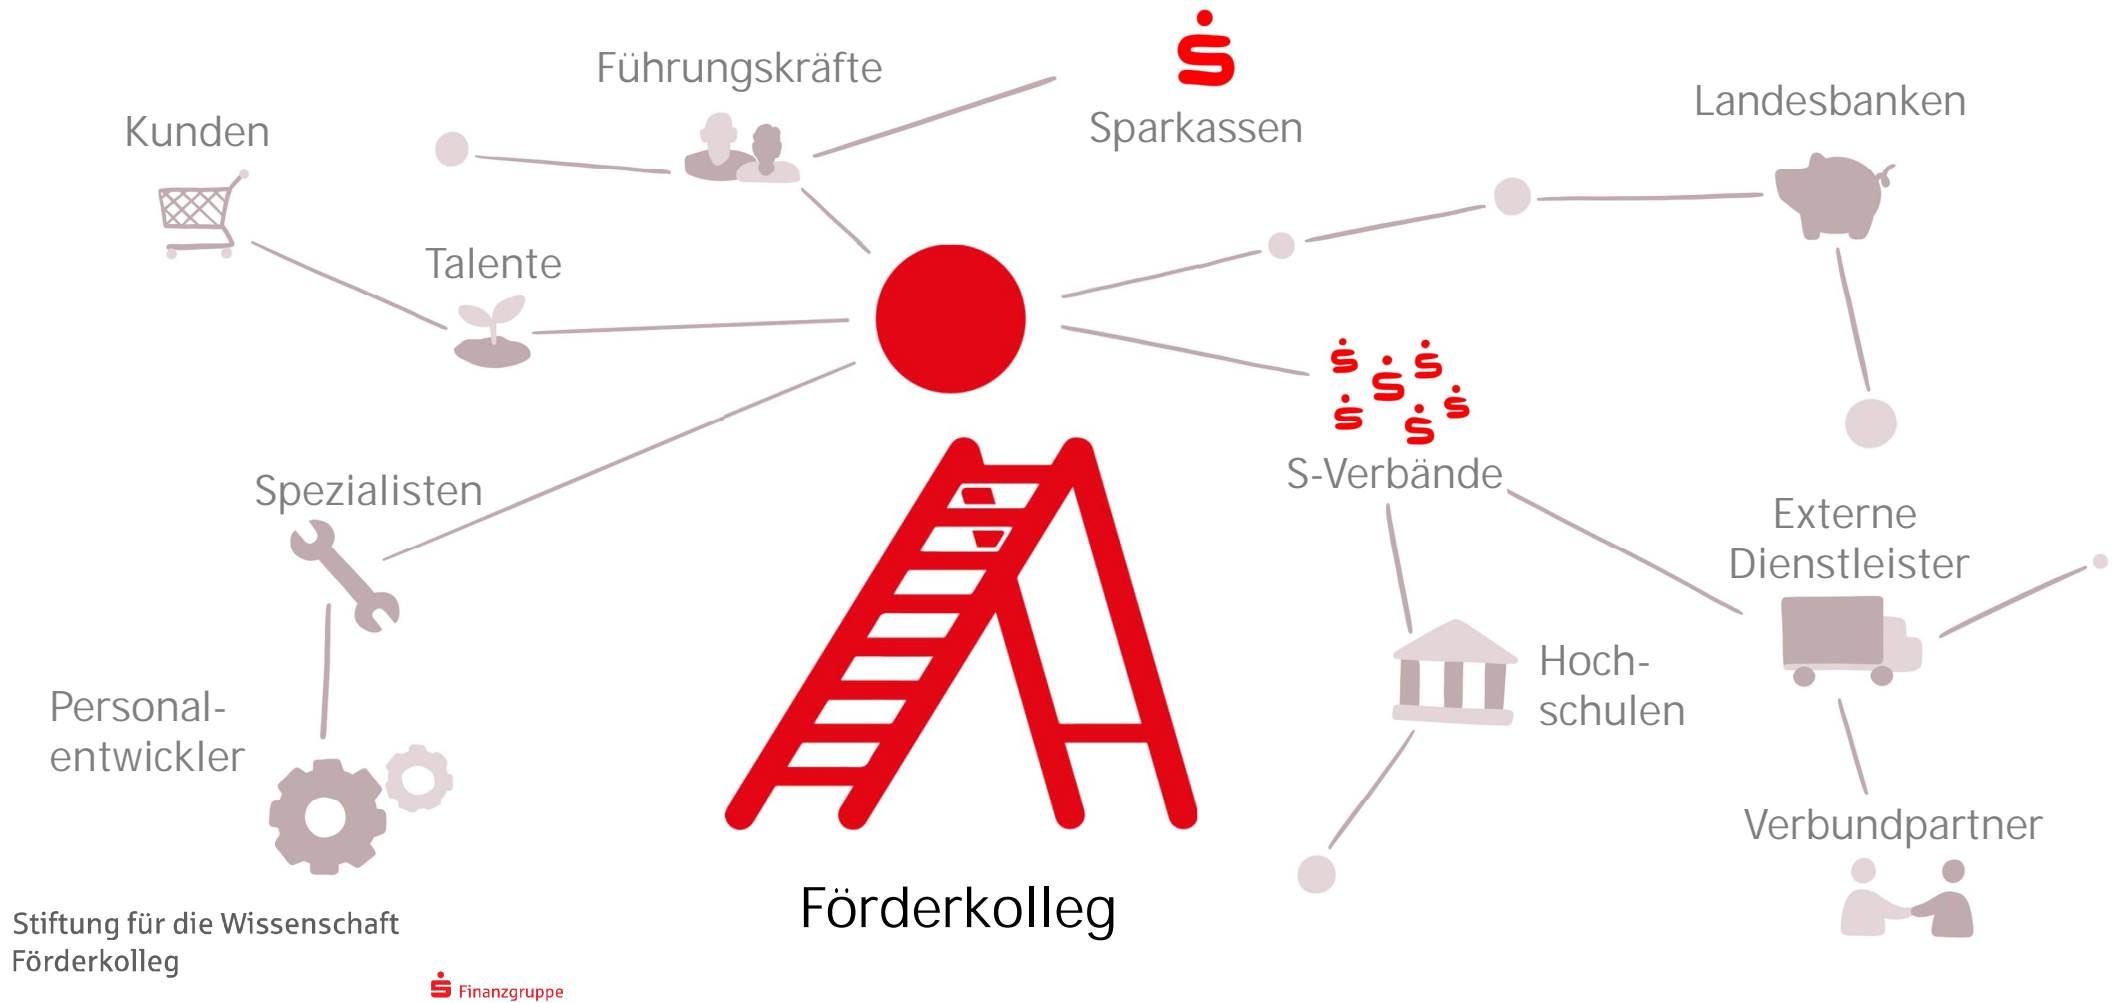 Führungskräfte
Sparkassen
Landesbanken
Kunden
Talente
Spezialisten
S-Verbände
Externe
Dienstleister
Hoch-
schulen
Personal-
entwickler
Verbundpartner
Förderkolleg
Stiftung für die Wissenschaft
Förderkolleg
Finanzgruppe